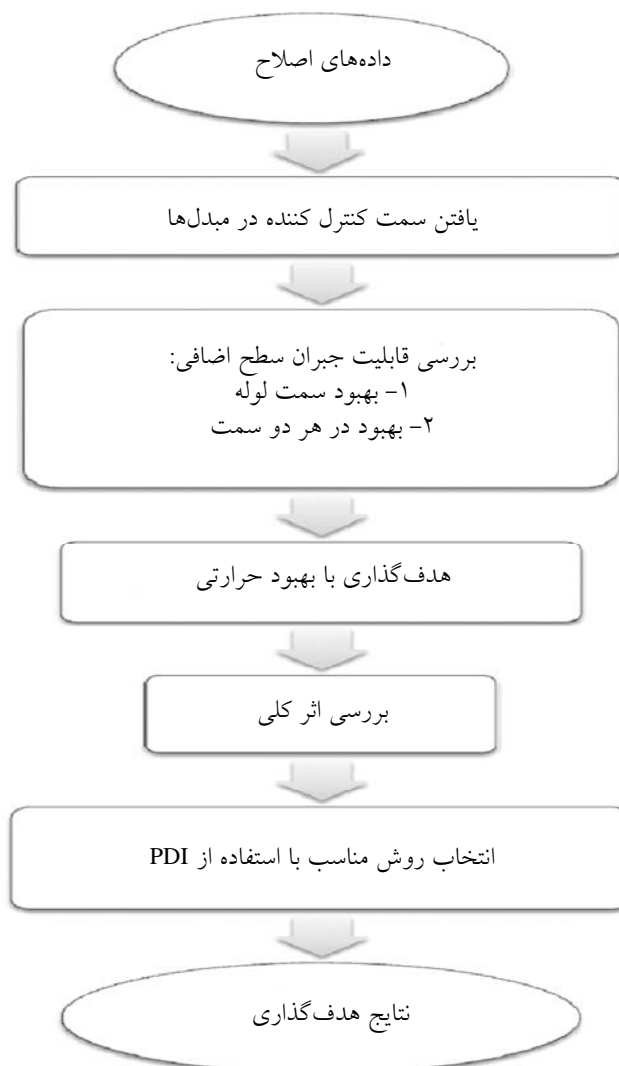 داده‌های اصلاح
یافتن سمت کنترل کننده در مبدل‌ها
بررسی قابلیت جبران سطح اضافی:
۱- بهبود سمت لوله
۲- بهبود در هر دو سمت
هدف‌گذاری با بهبود حرارتی
بررسی اثر کلی
انتخاب روش مناسب با استفاده از PDI
نتایج هدف‌گذاری